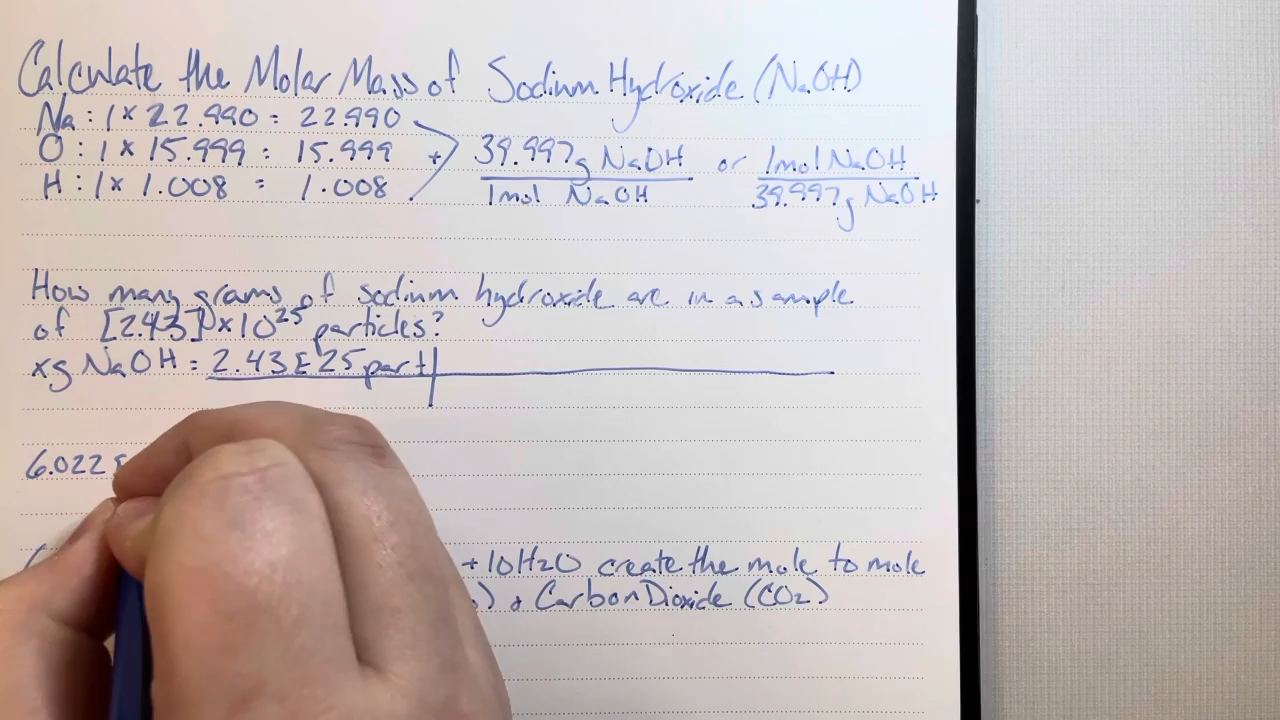 Calculate the Molar Mass of Sodium Hydroxide (NaOH)
Na : 1 × 22.990 = 22.990
O : 1 × 15.999 = 15.999 + 39.997g NaOH or 1mol NaOH
H : 1 × 1.008 = 1.008 1mol NaOH 39.997g NaOH
How many grams of sodium hydroxide are in a sample
of [2.43] × 10²⁵ particles?
xg NaOH = 2.43E25 part
6.022
+ 10H2O create the mole to mole
) + Carbon Dioxide (CO2)